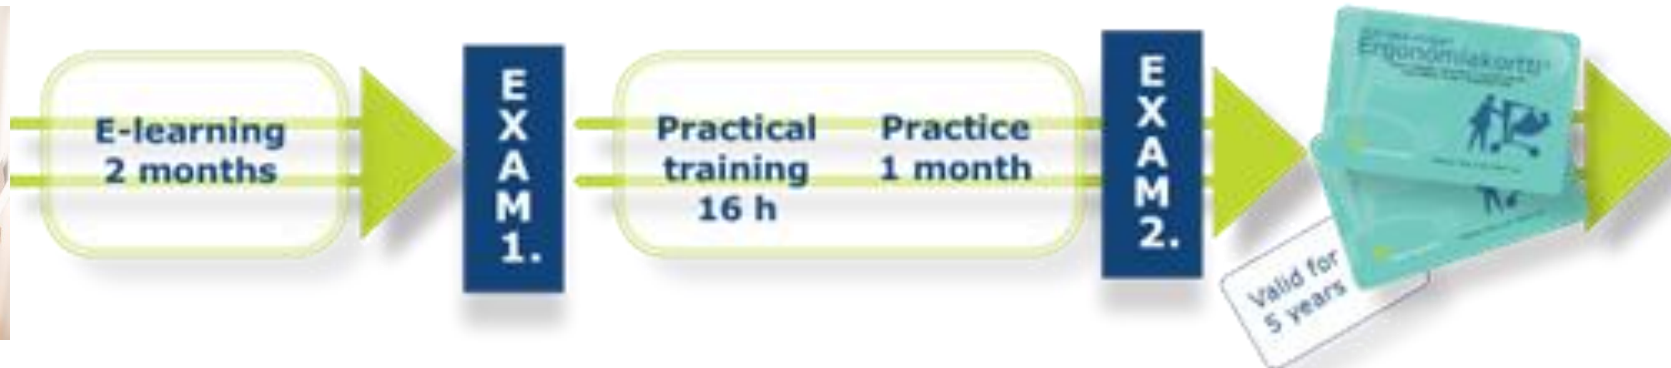 E-learning
2 months
EXAM 1.
Practical
training
16 h
Practice
1 month
EXAM 2.
Ergonomiakortti®
Valid for
5 years